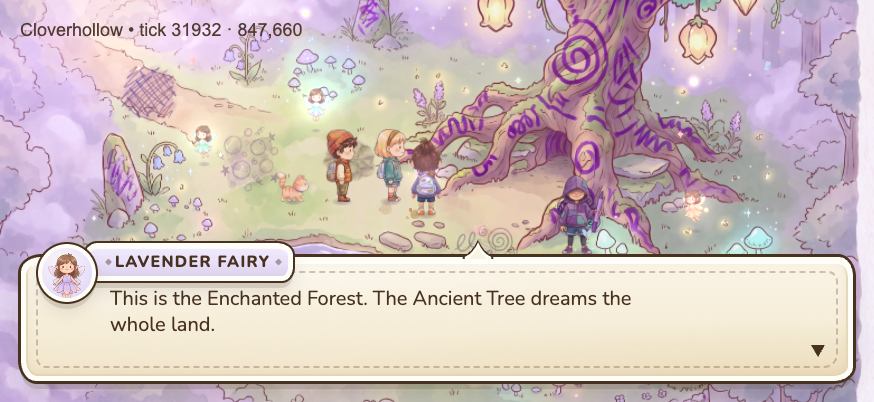 Cloverhollow • tick 31932 · 847,660
LAVENDER FAIRY
This is the Enchanted Forest. The Ancient Tree dreams the
whole land.